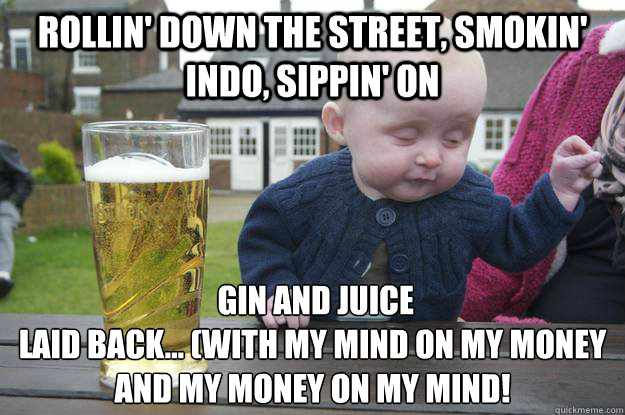 ROLLIN' DOWN THE STREET, SMOKIN'
INDO, SIPPIN' ON
GIN AND JUICE
LAID BACK... (WITH MY MIND ON MY MONEY
AND MY MONEY ON MY MIND!
quickmeme.com